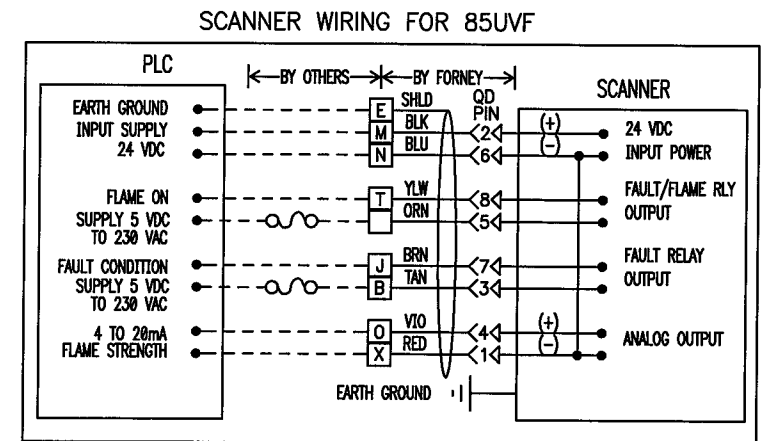 SCANNER WIRING FOR 85UVF
PLC
BY OTHERS
BY FORNEY
SCANNER
EARTH GROUND
E
SHLD
QD
PIN
INPUT SUPPLY
24 VDC
M
BLK
2
(+)
24 VDC
N
BLU
6
(-)
INPUT POWER
FLAME ON
T
YLW
8
FAULT/FLAME RLY
OUTPUT
SUPPLY 5 VDC
TO 230 VAC
ORN
5
FAULT CONDITION
J
BRN
7
FAULT RELAY
OUTPUT
SUPPLY 5 VDC
TO 230 VAC
B
TAN
3
4 TO 20mA
FLAME STRENGTH
O
VIO
4
(+)
ANALOG OUTPUT
X
RED
1
(-)
EARTH GROUND